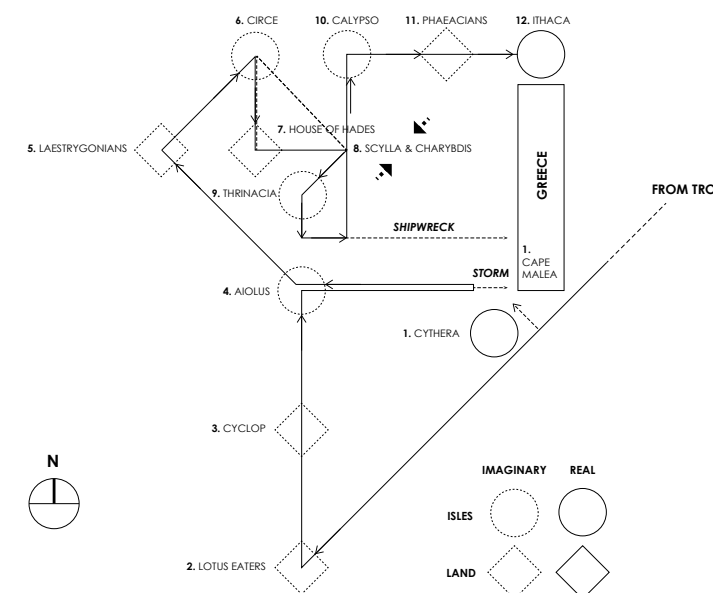 6. CIRCE
10. CALYPSO
11. PHAEACIANS
12. ITHACA
7. HOUSE OF HADES
5. LAESTRYGONIANS
8. SCYLLA & CHARYBDIS
GREECE
FROM TRO
9. THRINACIA
SHIPWRECK
1.
CAPE
MALEA
STORM
4. AIOLUS
1. CYTHERA
3. CYCLOP
N
IMAGINARY
REAL
ISLES
2. LOTUS EATERS
LAND